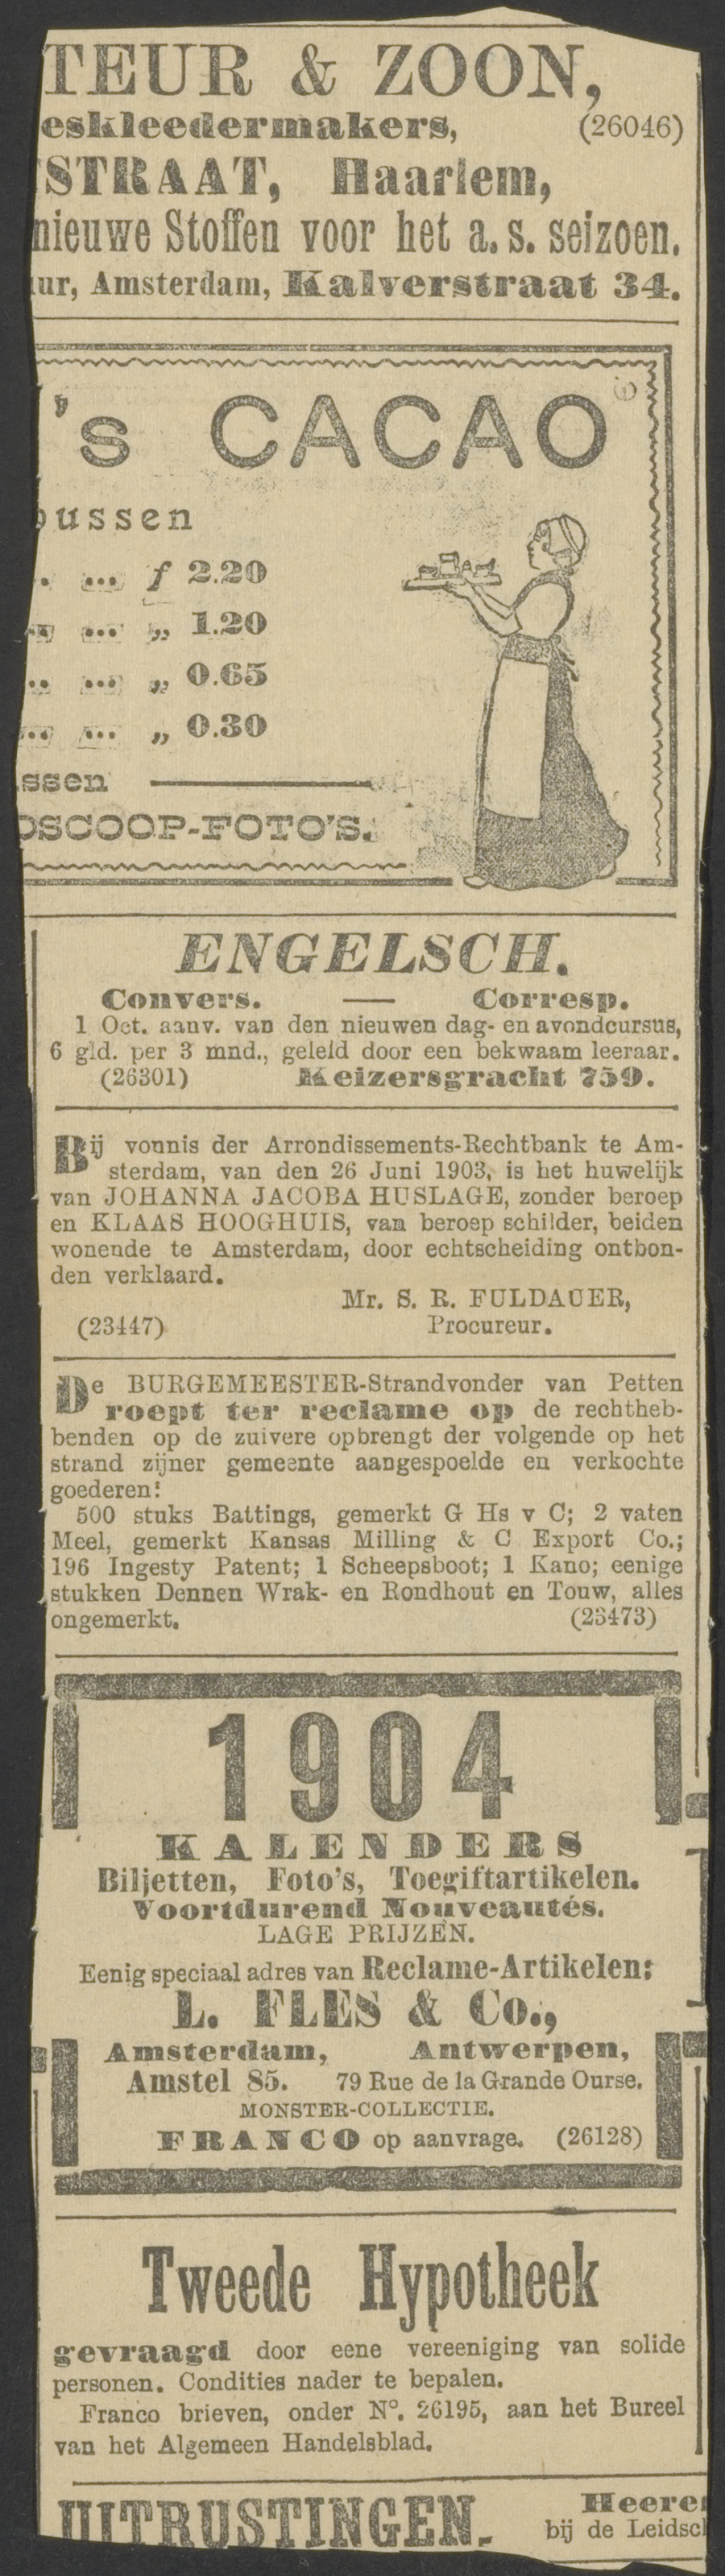 TEUR & ZOON,
eskleedermakers, (26046)
STRAAT, Haarlem,
nieuwe Stoffen voor het a. s. seizoen.
ur, Amsterdam, Kalverstraat 34.
's CACAO
ussen
. ... f 2.20
... „ 1.20
.. ... „ 0.65
... ... „ 0.30
ssen
OSCOOP-FOTO'S.
ENGELSCH.
Convers. — Corresp.
1 Oct. aanv. van den nieuwen dag- en avondcursus,
6 gld. per 3 mnd., geleid door een bekwaam leeraar.
(26301) Keizersgracht 759.
Bij vonnis der Arrondissements-Rechtbank te Am-
sterdam, van den 26 Juni 1903, is het huwelijk
van JOHANNA JACOBA HUSLAGE, zonder beroep
en KLAAS HOOGHUIS, van beroep schilder, beiden
wonende te Amsterdam, door echtscheiding ontbon-
den verklaard.
Mr. S. R. FULDAUER,
(23447) Procureur.
De BURGEMEESTER-Strandvonder van Petten
roept ter reclame op de rechtheb-
benden op de zuivere opbrengt der volgende op het
strand zijner gemeente aangespoelde en verkochte
goederen:
500 stuks Battings, gemerkt G Hs v C; 2 vaten
Meel, gemerkt Kansas Milling & C Export Co.;
196 Ingesty Patent; 1 Scheepsboot; 1 Kano; eenige
stukken Dennen Wrak- en Rondhout en Touw, alles
ongemerkt. (23473)
1904
KALENDERS
Biljetten, Foto's, Toegiftartikelen.
Voortdurend Nouveautés.
LAGE PRIJZEN.
Eenig speciaal adres van Reclame-Artikelen:
L. FLES & Co.,
Amsterdam, Antwerpen,
Amstel 85. 79 Rue de la Grande Ourse.
MONSTER-COLLECTIE.
FRANCO op aanvrage. (26128)
Tweede Hypotheek
gevraagd door eene vereeniging van solide
personen. Condities nader te bepalen.
Franco brieven, onder N°. 26195, aan het Bureel
van het Algemeen Handelsblad.
UITRUSTINGEN. Heere
bij de Leidsc